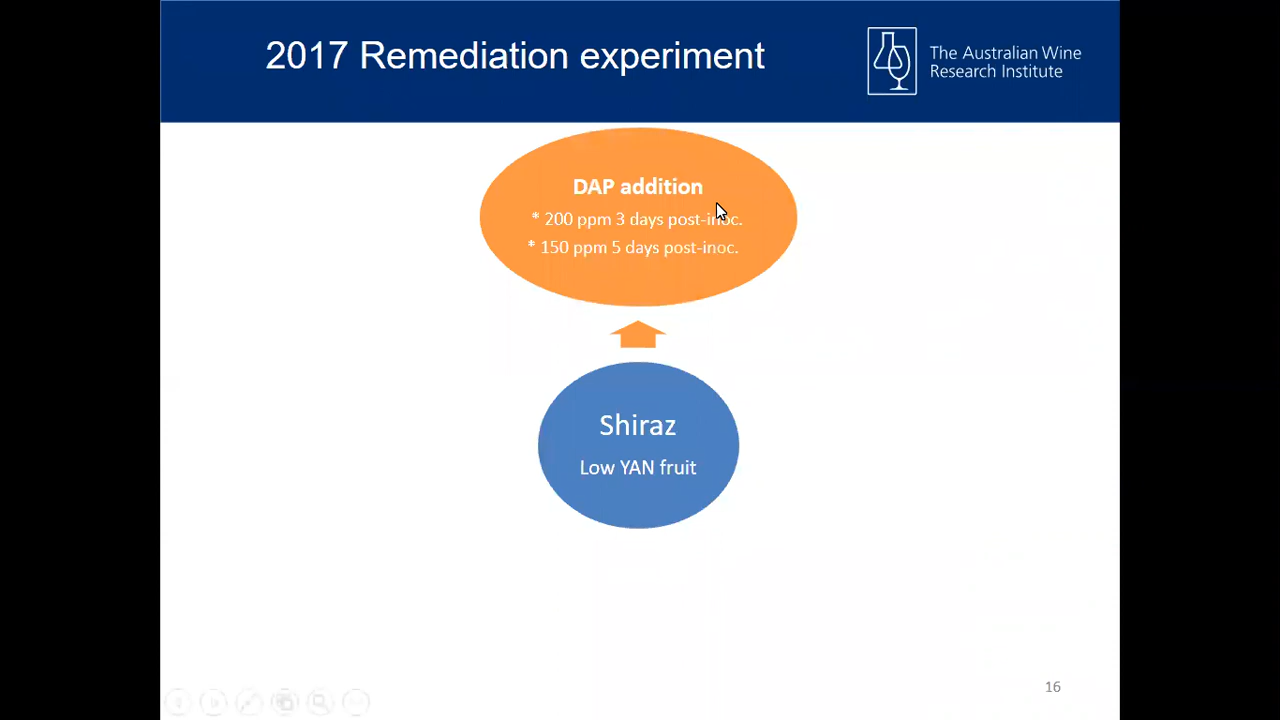 2017 Remediation experiment
The Australian Wine
Research Institute
DAP addition
* 200 ppm 3 days post-inoc.
* 150 ppm 5 days post-inoc.
Shiraz
Low YAN fruit
16